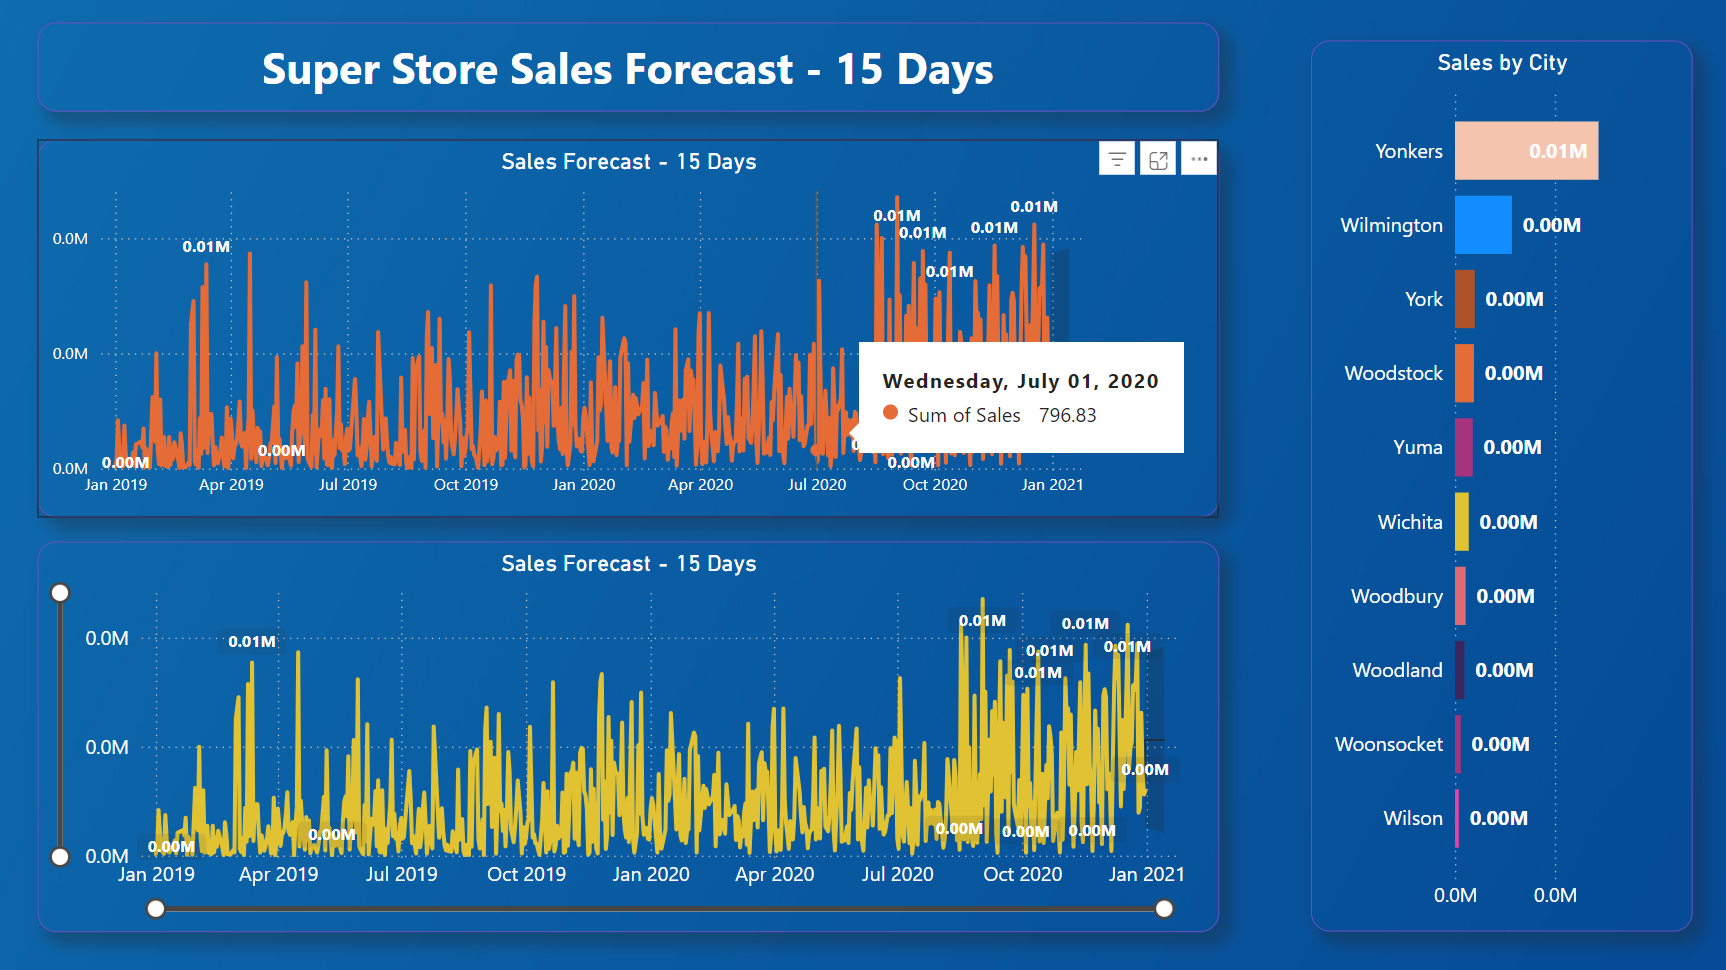 Super Store Sales Forecast - 15 Days
Sales Forecast - 15 Days
0.01M
0.01M
0.01M
0.01M
0.01M
0.01M
0.0M
0.0M
0.0M
0.00M
0.00M
0.00M
Wednesday, July 01, 2020
Sum of Sales 796.83
Jan 2019 Apr 2019 Jul 2019 Oct 2019 Jan 2020 Apr 2020 Jul 2020 Oct 2020 Jan 2021
Sales Forecast - 15 Days
0.01M
0.01M
0.01M
0.01M
0.01M
0.01M
0.0M
0.0M
0.0M
0.00M
0.00M
0.00M
0.00M
0.00M
0.00M
Jan 2019 Apr 2019 Jul 2019 Oct 2019 Jan 2020 Apr 2020 Jul 2020 Oct 2020 Jan 2021
Sales by City
Yonkers 0.01M
Wilmington 0.00M
York 0.00M
Woodstock 0.00M
Yuma 0.00M
Wichita 0.00M
Woodbury 0.00M
Woodland 0.00M
Woonsocket 0.00M
Wilson 0.00M
0.0M 0.0M